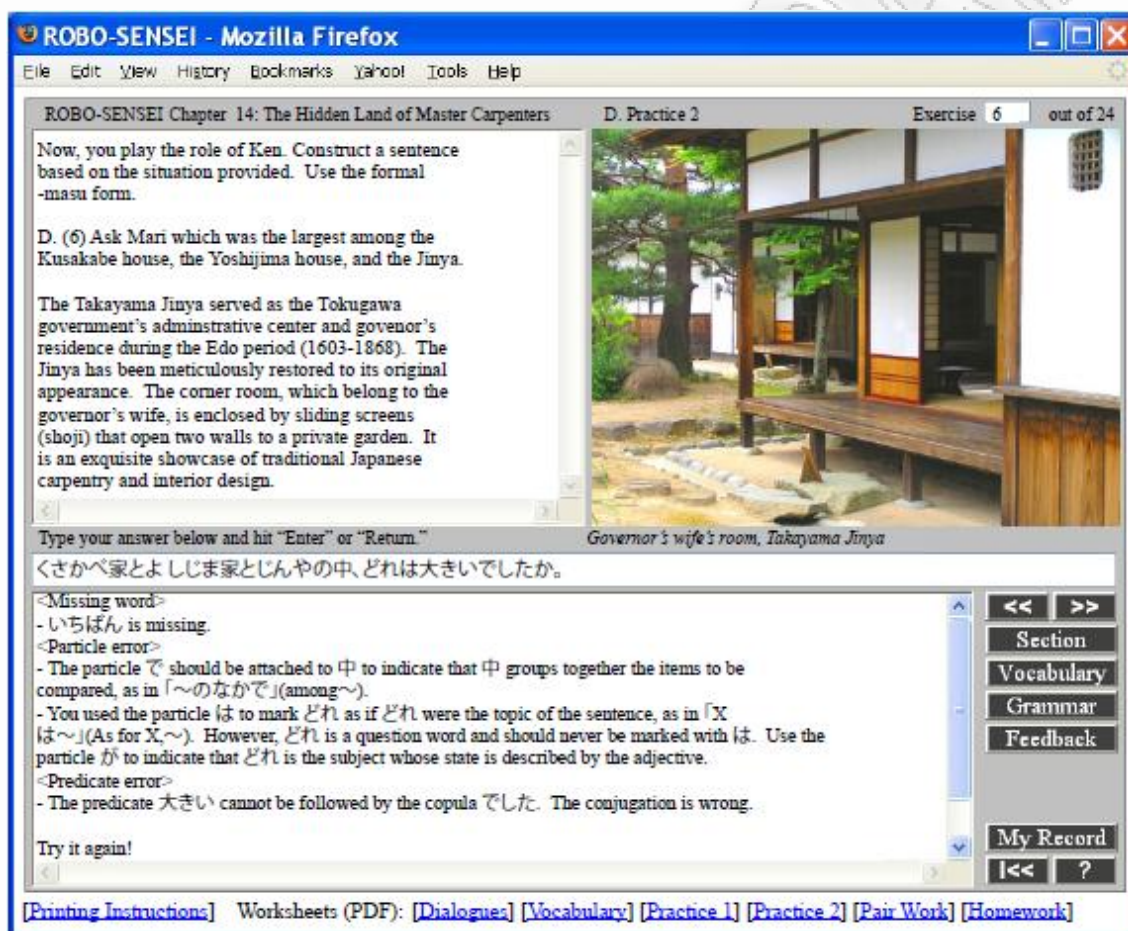 ROBO-SENSEI - Mozilla Firefox
File Edit View History Bookmarks Yahoo! Tools Help
ROBO-SENSEI Chapter 14: The Hidden Land of Master Carpenters D. Practice 2 Exercise 6 out of 24
Now, you play the role of Ken. Construct a sentence
based on the situation provided. Use the formal
-masu form.
D. (6) Ask Mari which was the largest among the
Kusakabe house, the Yoshijima house, and the Jinya.
The Takayama Jinya served as the Tokugawa
government's adminstrative center and govenor's
residence during the Edo period (1603-1868). The
Jinya has been meticulously restored to its original
appearance. The corner room, which belong to the
governor's wife, is enclosed by sliding screens
(shoji) that open two walls to a private garden. It
is an exquisite showcase of traditional Japanese
carpentry and interior design.
Type your answer below and hit “Enter” or “Return.” Governor's wife's room, Takayama Jinya
くさかべ家とよしじま家とじんやの中、どれは大きいでしたか。
<Missing word>
- いちばん is missing.
<Particle error>
- The particle で should be attached to 中 to indicate that 中 groups together the items to be
compared, as in「～のなかで」(among～).
- You used the particle は to mark どれ as if どれ were the topic of the sentence, as in「X
は～」(As for X,～). However, どれ is a question word and should never be marked with は. Use the
particle が to indicate that どれ is the subject whose state is described by the adjective.
<Predicate error>
- The predicate 大きい cannot be followed by the copula でした. The conjugation is wrong.
Try it again!
<< >>
Section
Vocabulary
Grammar
Feedback
My Record
|<< ?
[Printing Instructions] Worksheets (PDF): [Dialogues] [Vocabulary] [Practice 1] [Practice 2] [Pair Work] [Homework]